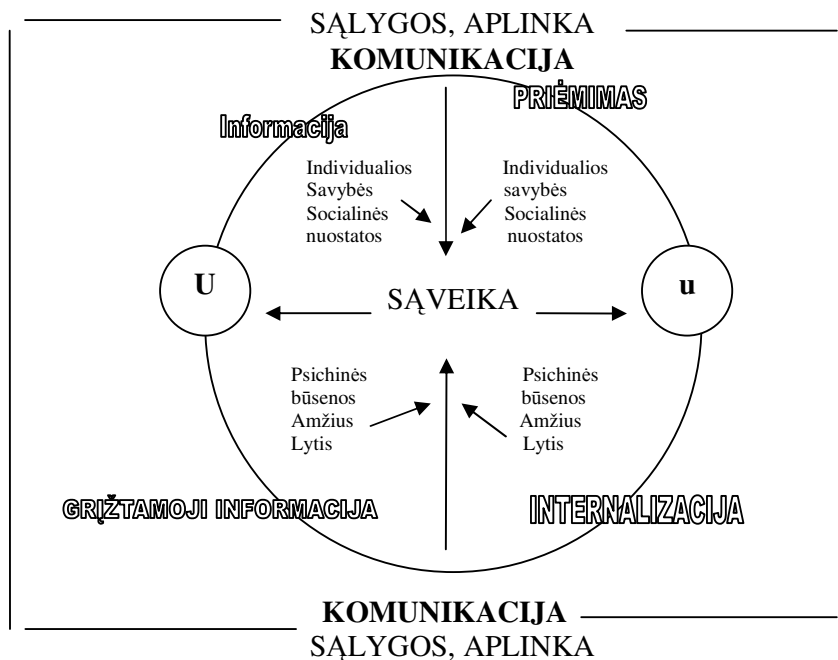 SĄLYGOS, APLINKA
KOMUNIKACIJA
PRIĖMIMAS
Informacija
Individualios
Savybės
Socialinės
nuostatos
Individualios
savybės
Socialinės
nuostatos
U
SĄVEIKA
u
Psichinės
būsenos
Amžius
Lytis
Psichinės
būsenos
Amžius
Lytis
GRĮŽTAMOJI INFORMACIJA
INTERNALIZACIJA
KOMUNIKACIJA
SĄLYGOS, APLINKA